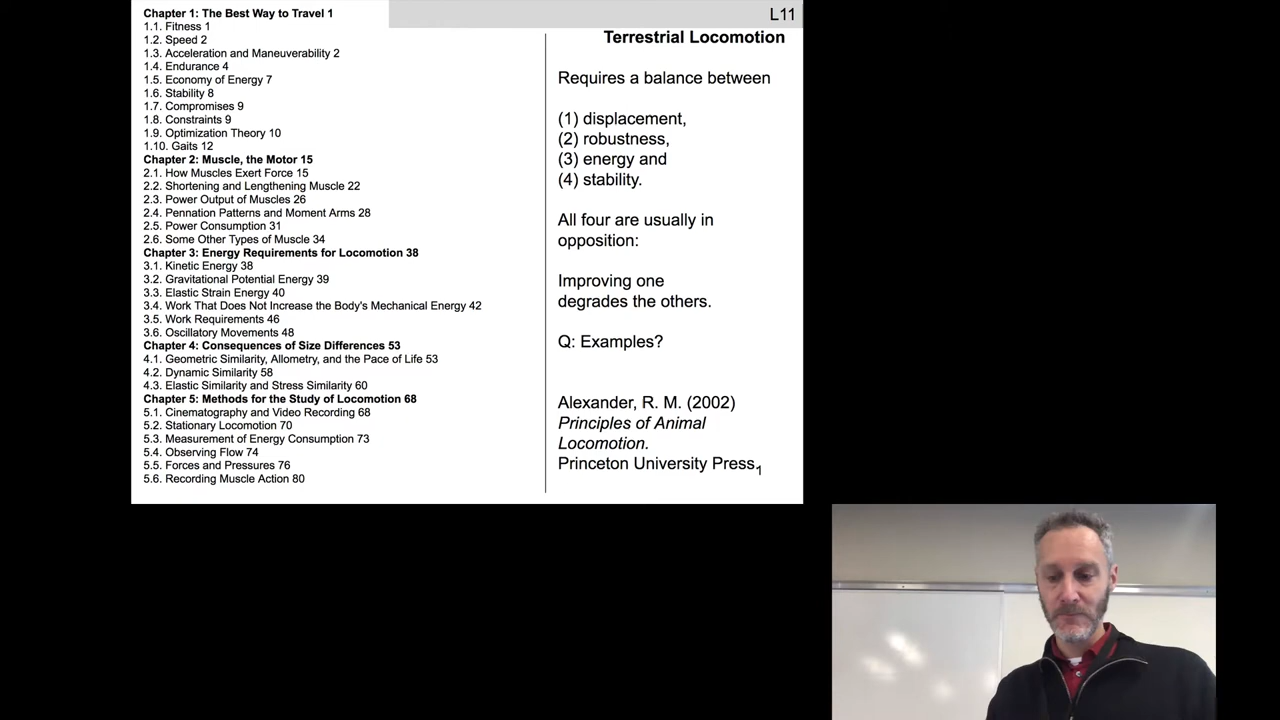 Chapter 1: The Best Way to Travel 1
1.1. Fitness 1
1.2. Speed 2
1.3. Acceleration and Maneuverability 2
1.4. Endurance 4
1.5. Economy of Energy 7
1.6. Stability 8
1.7. Compromises 9
1.8. Constraints 9
1.9. Optimization Theory 10
1.10. Gaits 12
Chapter 2: Muscle, the Motor 15
2.1. How Muscles Exert Force 15
2.2. Shortening and Lengthening Muscle 22
2.3. Power Output of Muscles 26
2.4. Pennation Patterns and Moment Arms 28
2.5. Power Consumption 31
2.6. Some Other Types of Muscle 34
Chapter 3: Energy Requirements for Locomotion 38
3.1. Kinetic Energy 38
3.2. Gravitational Potential Energy 39
3.3. Elastic Strain Energy 40
3.4. Work That Does Not Increase the Body's Mechanical Energy 42
3.5. Work Requirements 46
3.6. Oscillatory Movements 48
Chapter 4: Consequences of Size Differences 53
4.1. Geometric Similarity, Allometry, and the Pace of Life 53
4.2. Dynamic Similarity 58
4.3. Elastic Similarity and Stress Similarity 60
Chapter 5: Methods for the Study of Locomotion 68
5.1. Cinematography and Video Recording 68
5.2. Stationary Locomotion 70
5.3. Measurement of Energy Consumption 73
5.4. Observing Flow 74
5.5. Forces and Pressures 76
5.6. Recording Muscle Action 80
L11
Terrestrial Locomotion
Requires a balance between
(1) displacement,
(2) robustness,
(3) energy and
(4) stability.
All four are usually in
opposition:
Improving one
degrades the others.
Q: Examples?
Alexander, R. M. (2002)
Principles of Animal
Locomotion.
Princeton University Press.
1